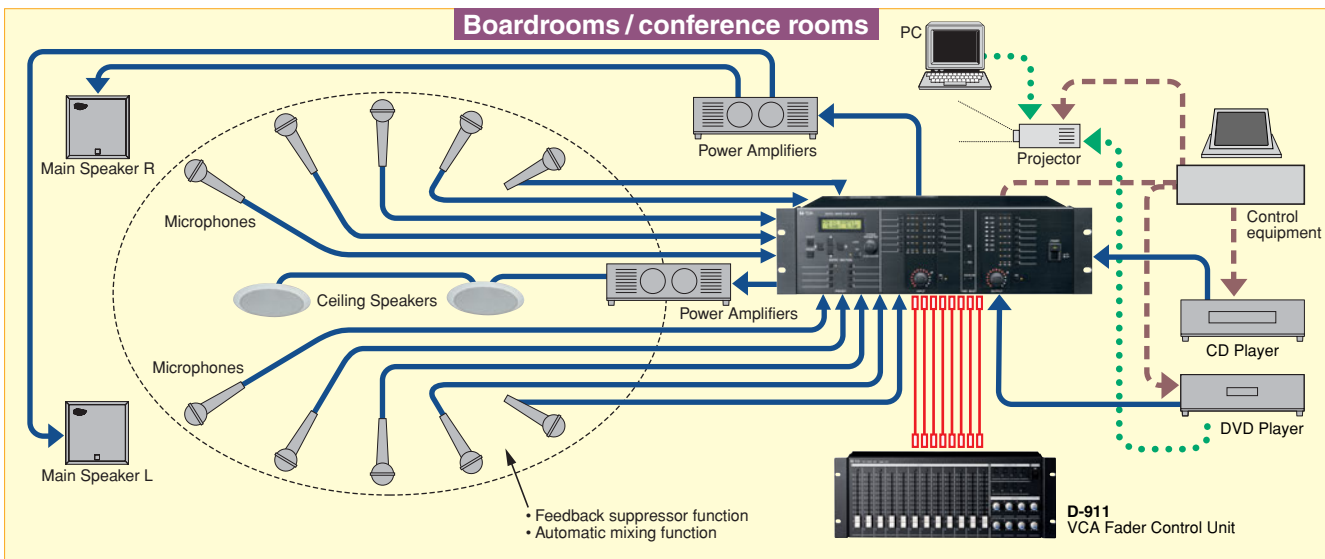 Boardrooms / conference rooms
PC
Main Speaker R
Power Amplifiers
Projector
Microphones
Control
equipment
Ceiling Speakers
Power Amplifiers
Microphones
CD Player
DVD Player
Main Speaker L
• Feedback suppressor function
• Automatic mixing function
D-911
VCA Fader Control Unit